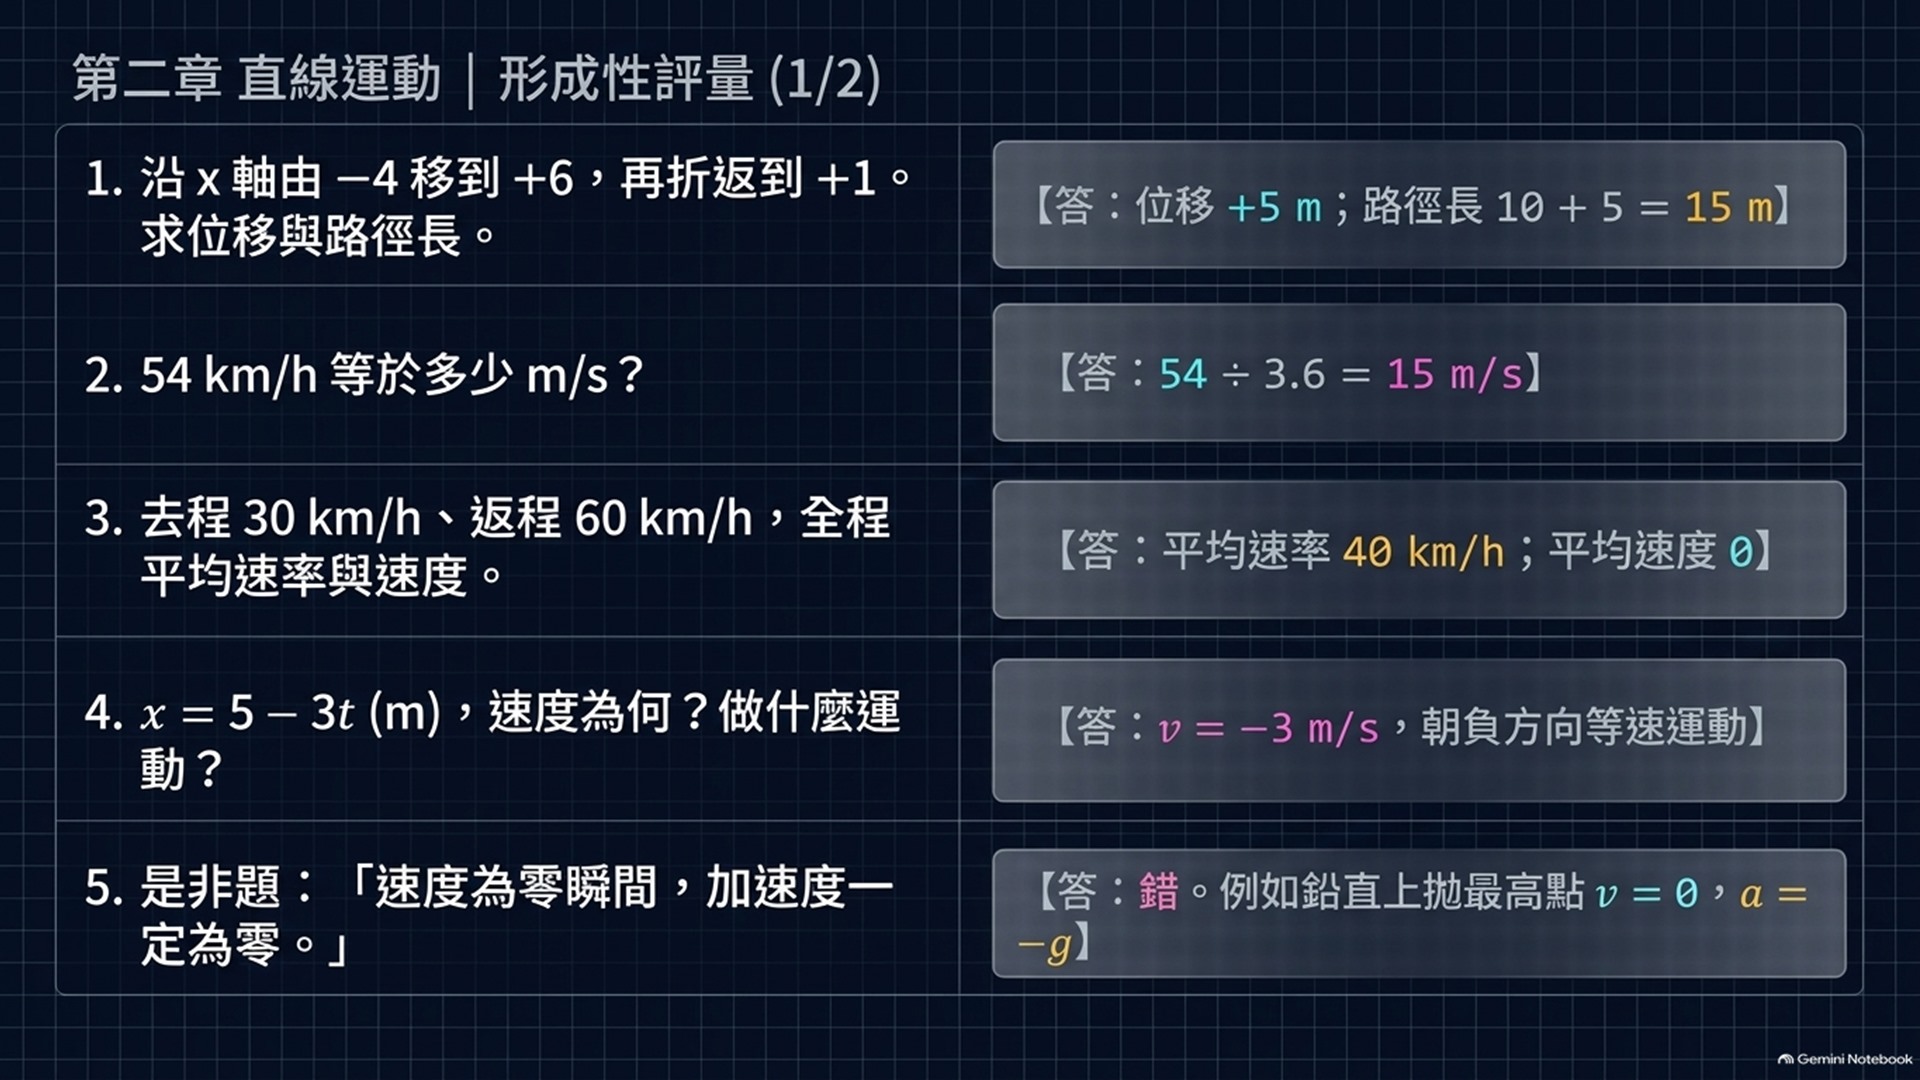 第二章 直線運動｜形成性評量 (1/2)
1. 沿 x 軸由 −4 移到 +6，再折返到 +1。
求位移與路徑長。
【答：位移 +5 m；路徑長 10 + 5 = 15 m】
2. 54 km/h 等於多少 m/s？
【答：54 ÷ 3.6 = 15 m/s】
3. 去程 30 km/h、返程 60 km/h，全程
平均速率與速度。
【答：平均速率 40 km/h；平均速度 0】
4. x = 5 − 3t (m)，速度為何？做什麼運
動？
【答：v = −3 m/s，朝負方向等速運動】
5. 是非題：「速度為零瞬間，加速度一
定為零。」
【答：錯。例如鉛直上拋最高點 v = 0，a =
−g】
Gemini Notebook